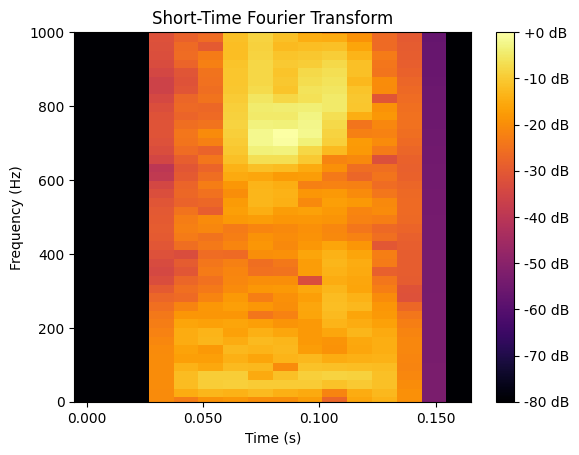 Short-Time Fourier Transform
Frequency (Hz)
1000
800
600
400
200
0
0.000
0.050
0.100
0.150
Time (s)
+0 dB
-10 dB
-20 dB
-30 dB
-40 dB
-50 dB
-60 dB
-70 dB
-80 dB